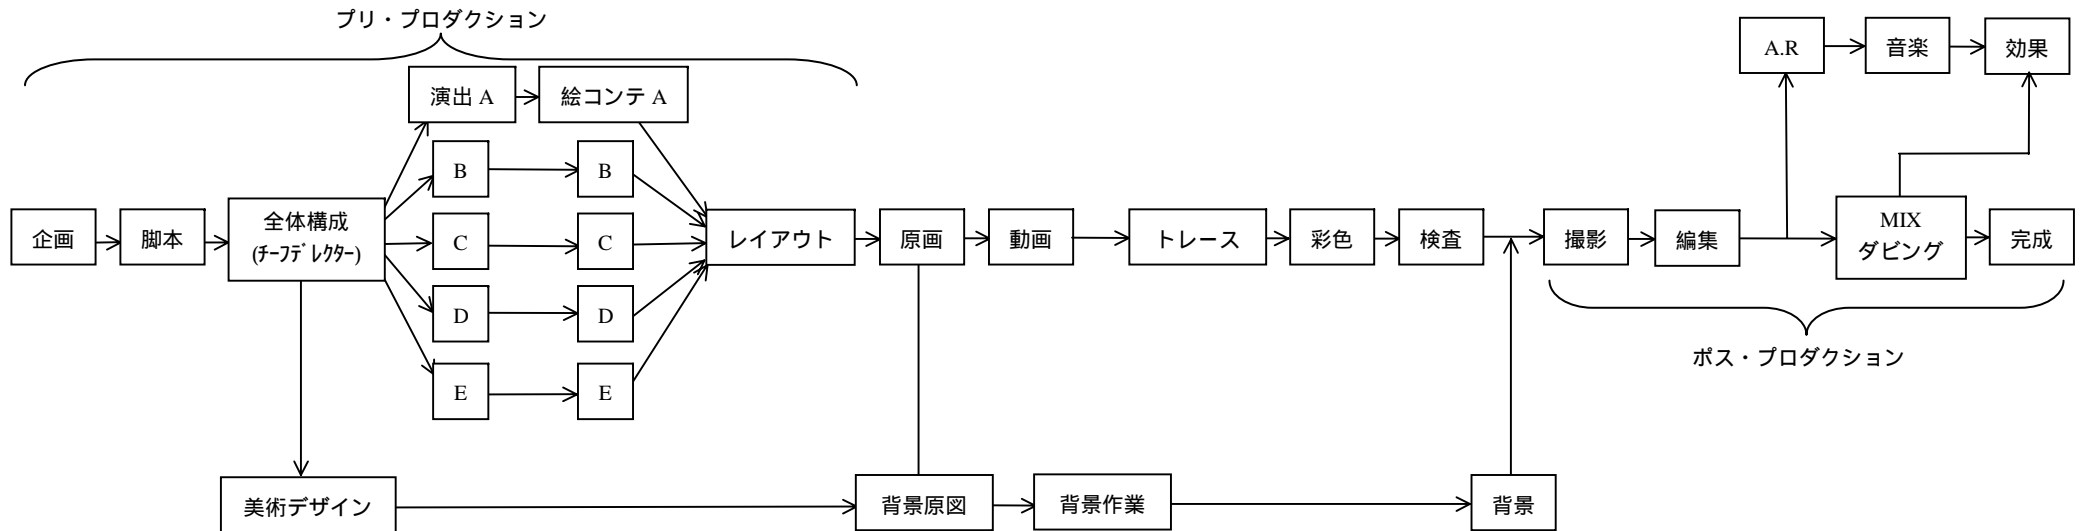 プリ・プロダクション
A.R
音楽
効果
演出 A
絵コンテ A
B
B
企画
脚本
全体構成
(ﾁｰﾌﾃﾞﾚｸﾀｰ)
C
C
レイアウト
原画
動画
トレース
彩色
検査
撮影
編集
MIX
ダビング
完成
D
D
ポス・プロダクション
E
E
美術デザイン
背景原図
背景作業
背景